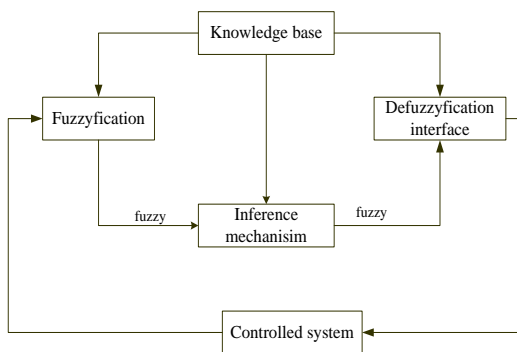 Knowledge base
Fuzzyfication
Defuzzyfication
interface
fuzzy
Inference
mechanisim
fuzzy
Controlled system